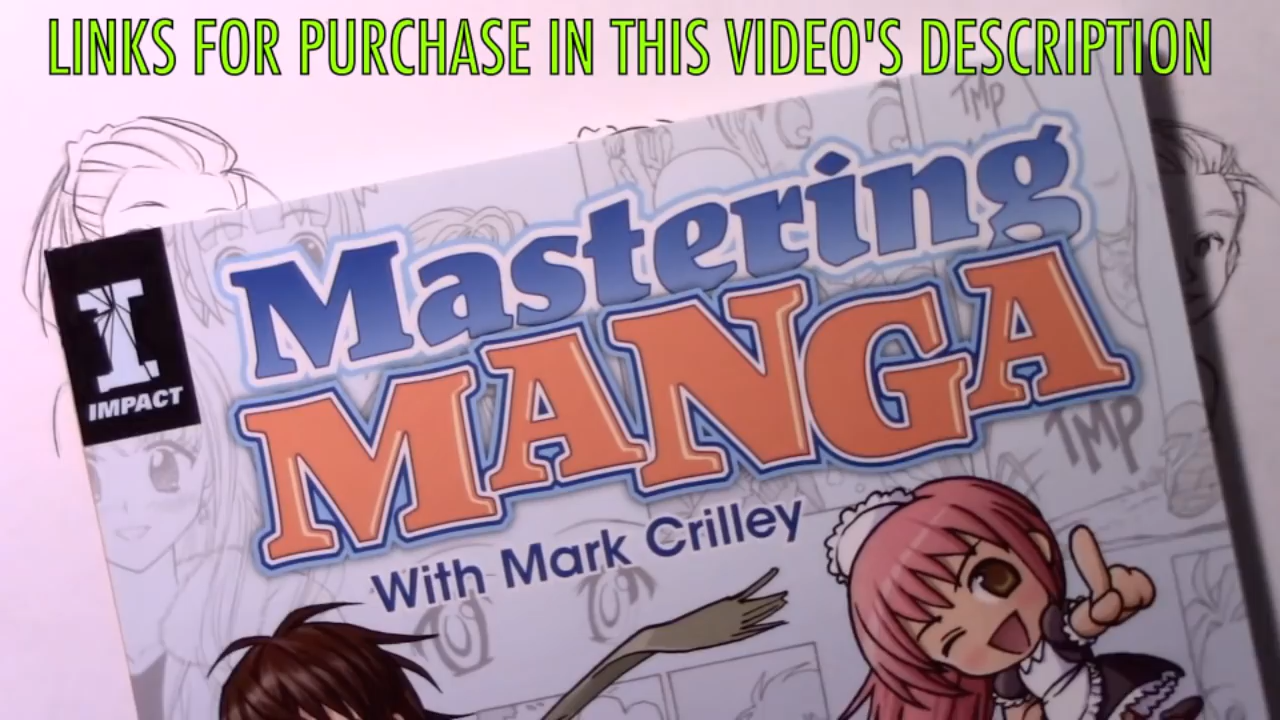 LINKS FOR PURCHASE IN THIS VIDEO'S DESCRIPTION
TMP
Mastering
I
IMPACT
MANGA
TMP
With Mark Crilley